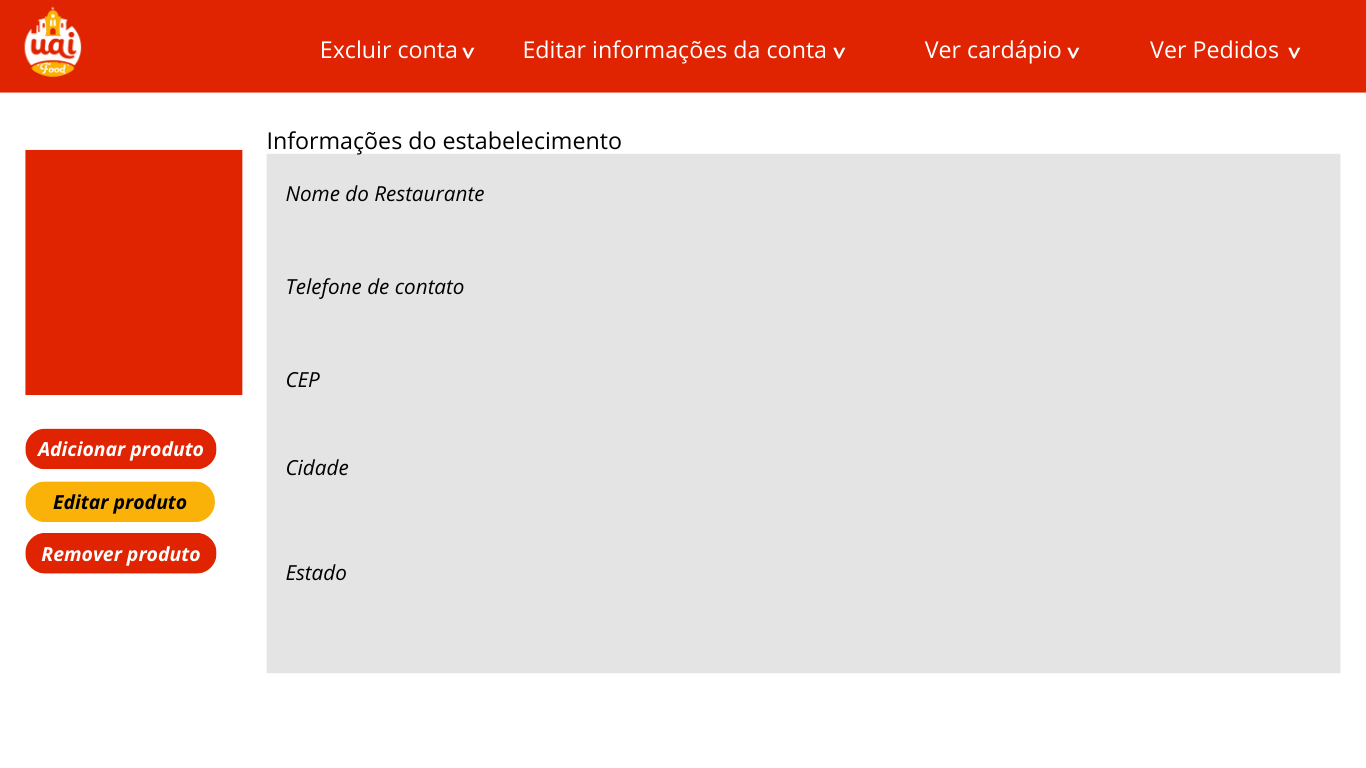 uai
Food
Excluir conta v
Editar informações da conta v
Ver cardápio v
Ver Pedidos v
Informações do estabelecimento
Nome do Restaurante
Telefone de contato
CEP
Cidade
Estado
Adicionar produto
Editar produto
Remover produto